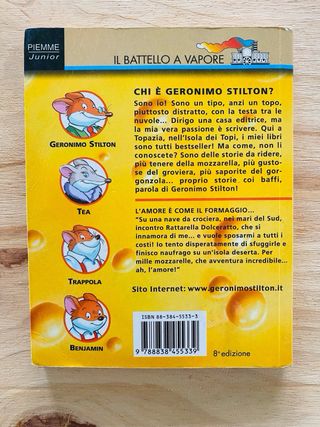 PIEMME
Junior
IL BATTELLO A VAPORE
CHI È GERONIMO STILTON?
Sono io! Sono un tipo, anzi un topo,
piuttosto distratto, con la testa tra le
nuvole... Dirigo una casa editrice, ma
la mia vera passione è scrivere. Qui a
Topazia, nell'Isola dei Topi, i miei libri
sono tutti bestseller! Ma come, non li
conoscete? Sono delle storie da ridere,
più tenere della mozzarella, più gusto-
se del groviera, più saporite del gor-
gonzola... proprio storie coi baffi,
parola di Geronimo Stilton!
GERONIMO STILTON
TEA
TRAPPOLA
BENJAMIN
L'AMORE È COME IL FORMAGGIO...
"Su una nave da crociera, nei mari del Sud,
incontro Rattarella Dolceratto, che si
innamora di me... e vuole sposarmi a tutti i
costi! Io tento disperatamente di sfuggirle e
finisco naufrago su un'isola deserta. Per
mille mozzarelle, che avventura incredibile...
ah, l'amore!"
Sito Internet: www.geronimostilton.it
ISBN 88-384-5533-3
9 788838 455339
8ª edizione